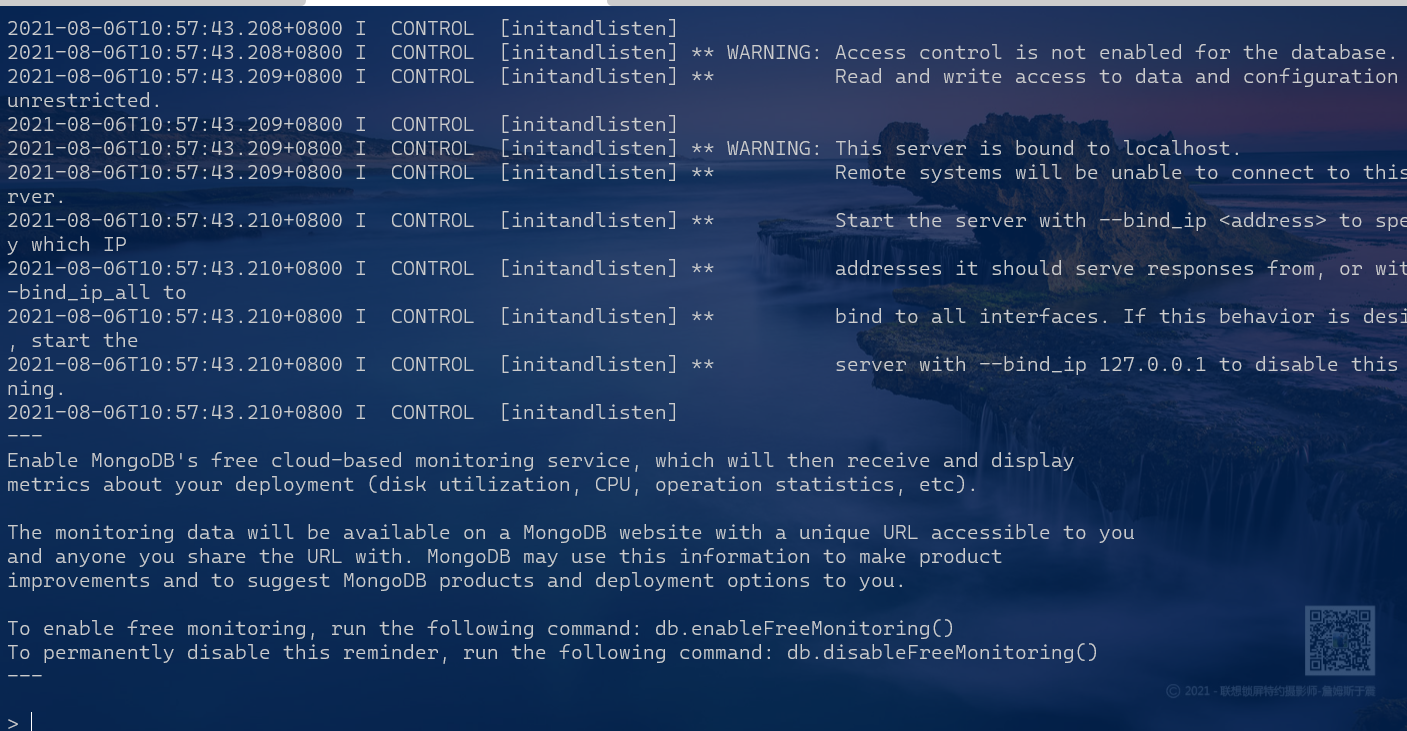 2021-08-06T10:57:43.208+0800 I  CONTROL  [initandlisten]
2021-08-06T10:57:43.208+0800 I  CONTROL  [initandlisten] ** WARNING: Access control is not enabled for the database.
2021-08-06T10:57:43.209+0800 I  CONTROL  [initandlisten] **          Read and write access to data and configuration
unrestricted.
2021-08-06T10:57:43.209+0800 I  CONTROL  [initandlisten]
2021-08-06T10:57:43.209+0800 I  CONTROL  [initandlisten] ** WARNING: This server is bound to localhost.
2021-08-06T10:57:43.209+0800 I  CONTROL  [initandlisten] **          Remote systems will be unable to connect to this
rver.
2021-08-06T10:57:43.210+0800 I  CONTROL  [initandlisten] **          Start the server with --bind_ip <address> to spe
y which IP
2021-08-06T10:57:43.210+0800 I  CONTROL  [initandlisten] **          addresses it should serve responses from, or wit
-bind_ip_all to
2021-08-06T10:57:43.210+0800 I  CONTROL  [initandlisten] **          bind to all interfaces. If this behavior is desi
, start the
2021-08-06T10:57:43.210+0800 I  CONTROL  [initandlisten] **          server with --bind_ip 127.0.0.1 to disable this
ning.
2021-08-06T10:57:43.210+0800 I  CONTROL  [initandlisten]
---
Enable MongoDB's free cloud-based monitoring service, which will then receive and display
metrics about your deployment (disk utilization, CPU, operation statistics, etc).
The monitoring data will be available on a MongoDB website with a unique URL accessible to you
and anyone you share the URL with. MongoDB may use this information to make product
improvements and to suggest MongoDB products and deployment options to you.
To enable free monitoring, run the following command: db.enableFreeMonitoring()
To permanently disable this reminder, run the following command: db.disableFreeMonitoring()
---
© 2021 - 联想锁屏特约摄影师-詹姆斯于震
>